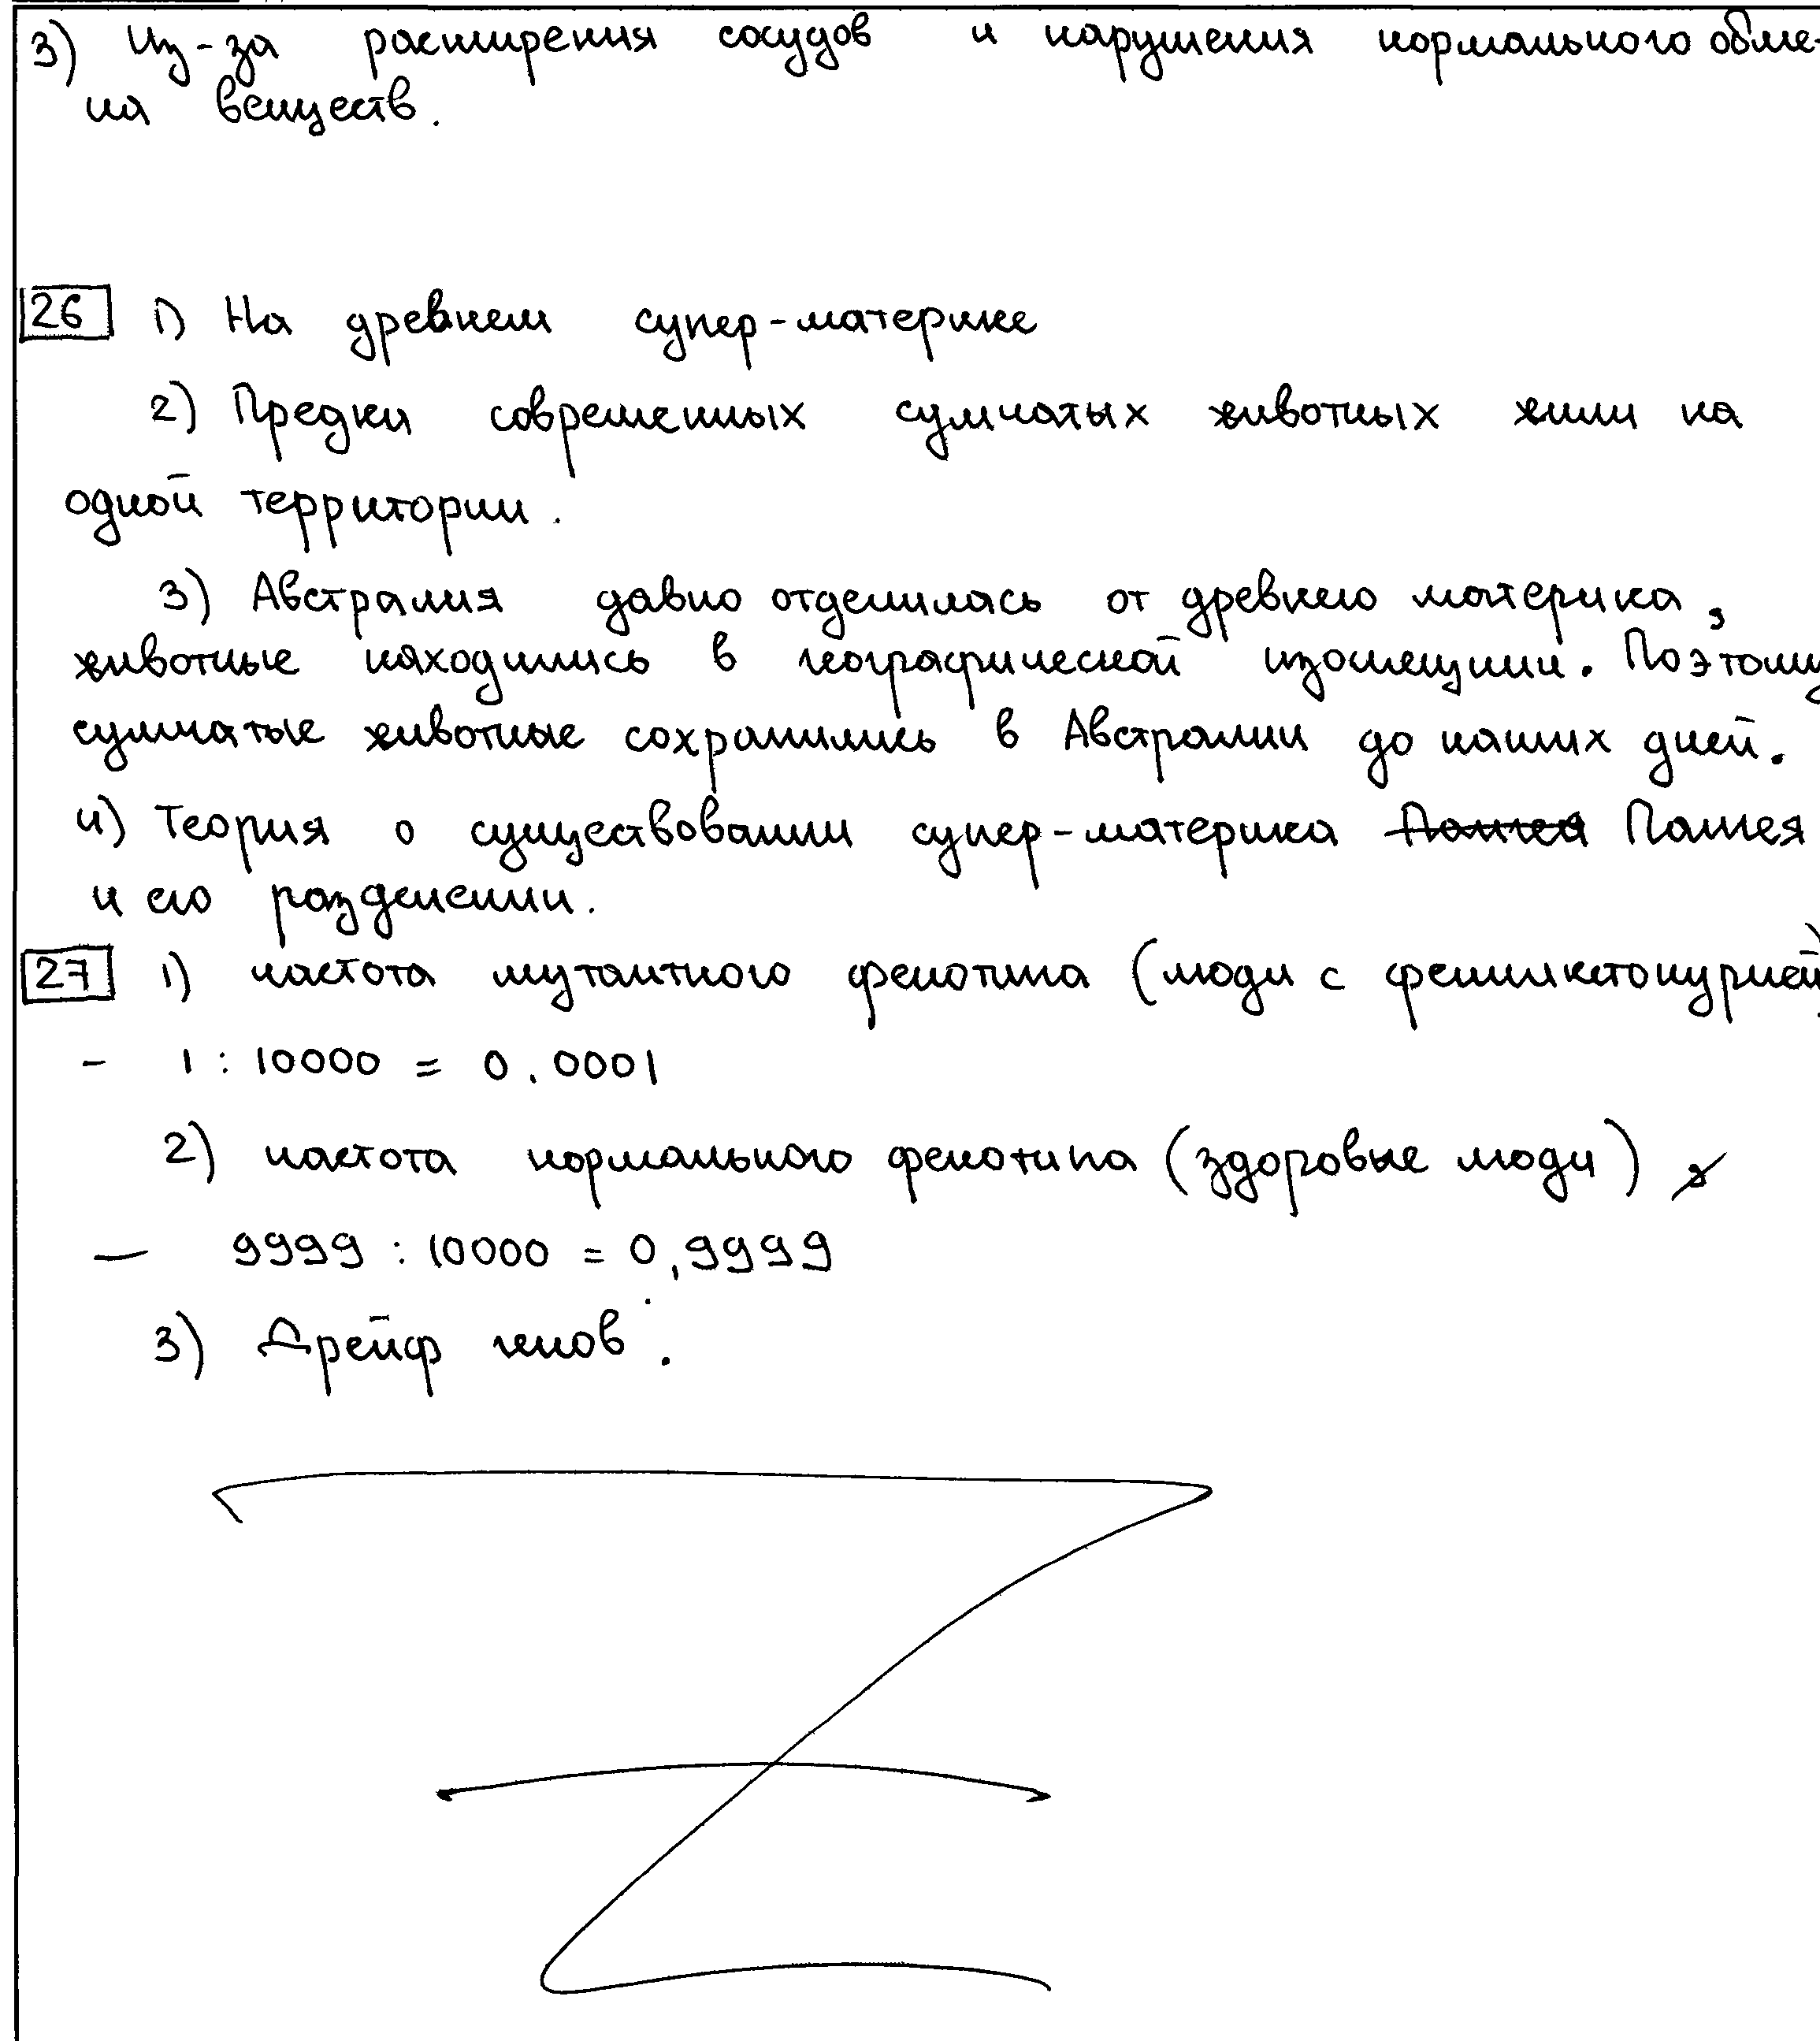 3) Из-за расширения сосудов и нарушения нормального обме-
на веществ.
26 1) На древнем супер-материке
2) Предки современных сумчатых животных жили на
одной территории.
3) Австралия давно отделилась от древнего материка,
животные находились в географической изоляции. Поэтому
сумчатые животные сохранились в Австралии до наших дней.
4) Теория о существовании супер-материка Пангея
и его разделении.
27 1) частота мутантного фенотипа (люди с фенилкетонурией)
- 1 : 10000 = 0.0001
2) частота нормального фенотипа (здоровые люди)
— 9999 : 10000 = 0,9999
3) Дрейф генов.